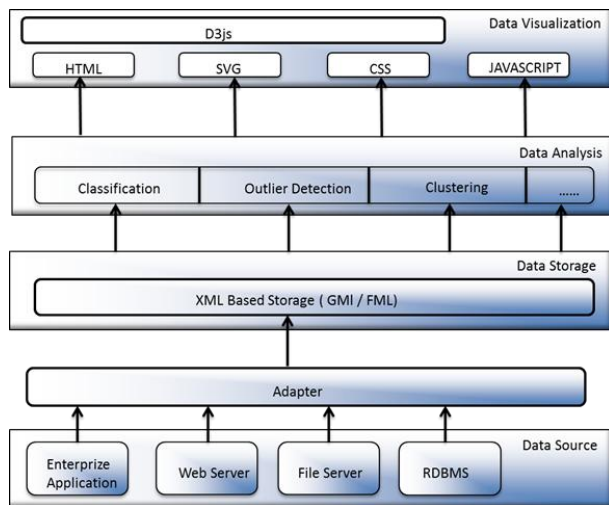 Data Visualization
D3js
HTML
SVG
CSS
JAVASCRIPT
Data Analysis
Classification
Outlier Detection
Clustering
......
Data Storage
XML Based Storage ( GMl / FML)
Adapter
Data Source
Enterprize
Application
Web Server
File Server
RDBMS